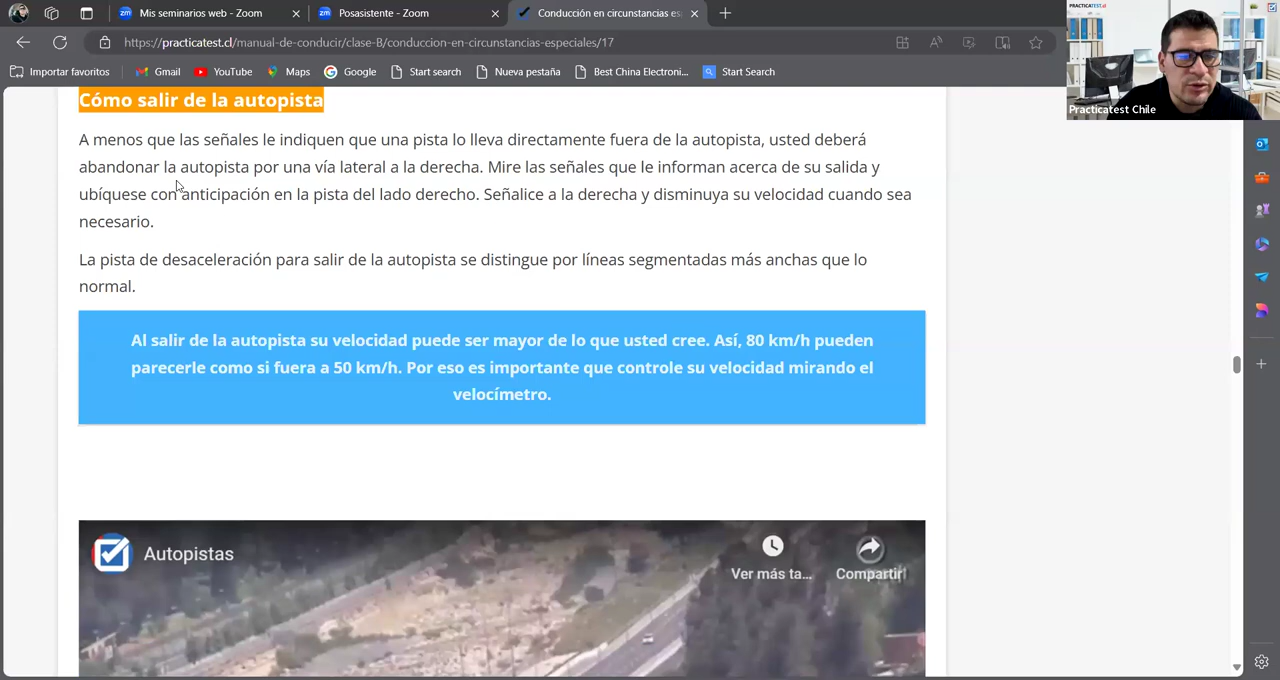 Mis seminarios web - Zoom
Posasistente - Zoom
Conducción en circunstancias es
https://practicatest.cl/manual-de-conducir/clase-B/conduccion-en-circunstancias-especiales/17
Importar favoritos
Gmail
YouTube
Maps
Google
Start search
Nueva pestaña
Best China Electroni...
Start Search
PRACTICATEST.cl
Practicatest Chile
Cómo salir de la autopista
A menos que las señales le indiquen que una pista lo lleva directamente fuera de la autopista, usted deberá
abandonar la autopista por una vía lateral a la derecha. Mire las señales que le informan acerca de su salida y
ubíquese con anticipación en la pista del lado derecho. Señalice a la derecha y disminuya su velocidad cuando sea
necesario.
La pista de desaceleración para salir de la autopista se distingue por líneas segmentadas más anchas que lo
normal.
Al salir de la autopista su velocidad puede ser mayor de lo que usted cree. Así, 80 km/h pueden
parecerle como si fuera a 50 km/h. Por eso es importante que controle su velocidad mirando el
velocímetro.
Autopistas
Ver más ta...
Compartir